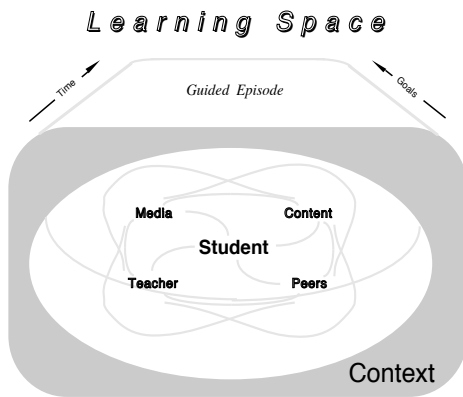 Learning Space
Time
Goals
Guided Episode
Media
Content
Student
Teacher
Peers
Context